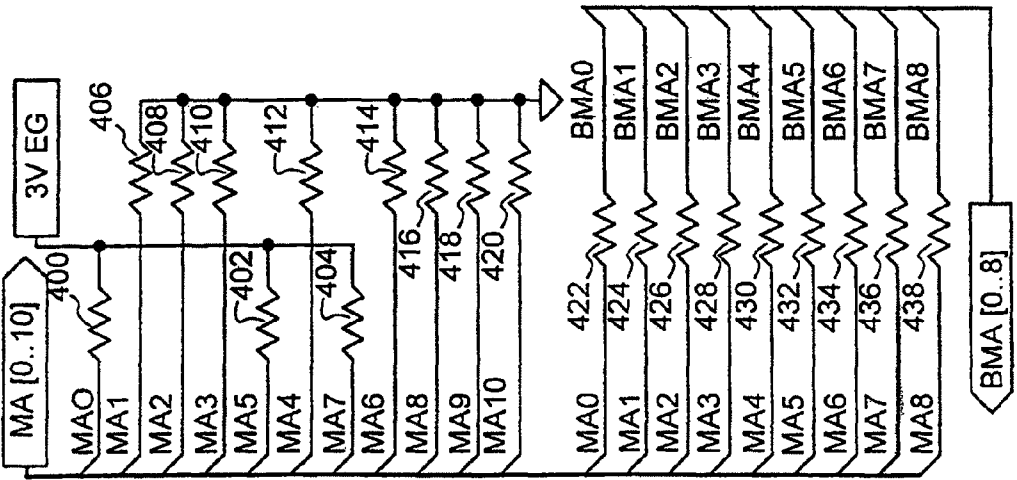 MA [0..10]
3V EG
400
402
404
406
408
410
412
414
416
418
420
MAO
MA1
MA2
MA3
MA5
MA4
MA7
MA6
MA8
MA9
MA10
MA0 422 BMA0
MA1 424 BMA1
MA2 426 BMA2
MA3 428 BMA3
MA4 430 BMA4
MA5 432 BMA5
MA6 434 BMA6
MA7 436 BMA7
MA8 438 BMA8
BMA [0..8]